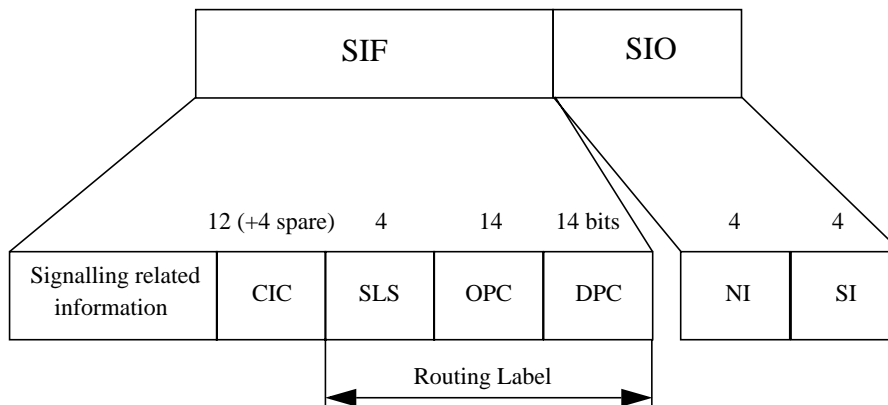 SIF SIO
12 (+4 spare) 4 14 14 bits 4 4
Signalling related
information
CIC SLS OPC DPC NI SI
Routing Label